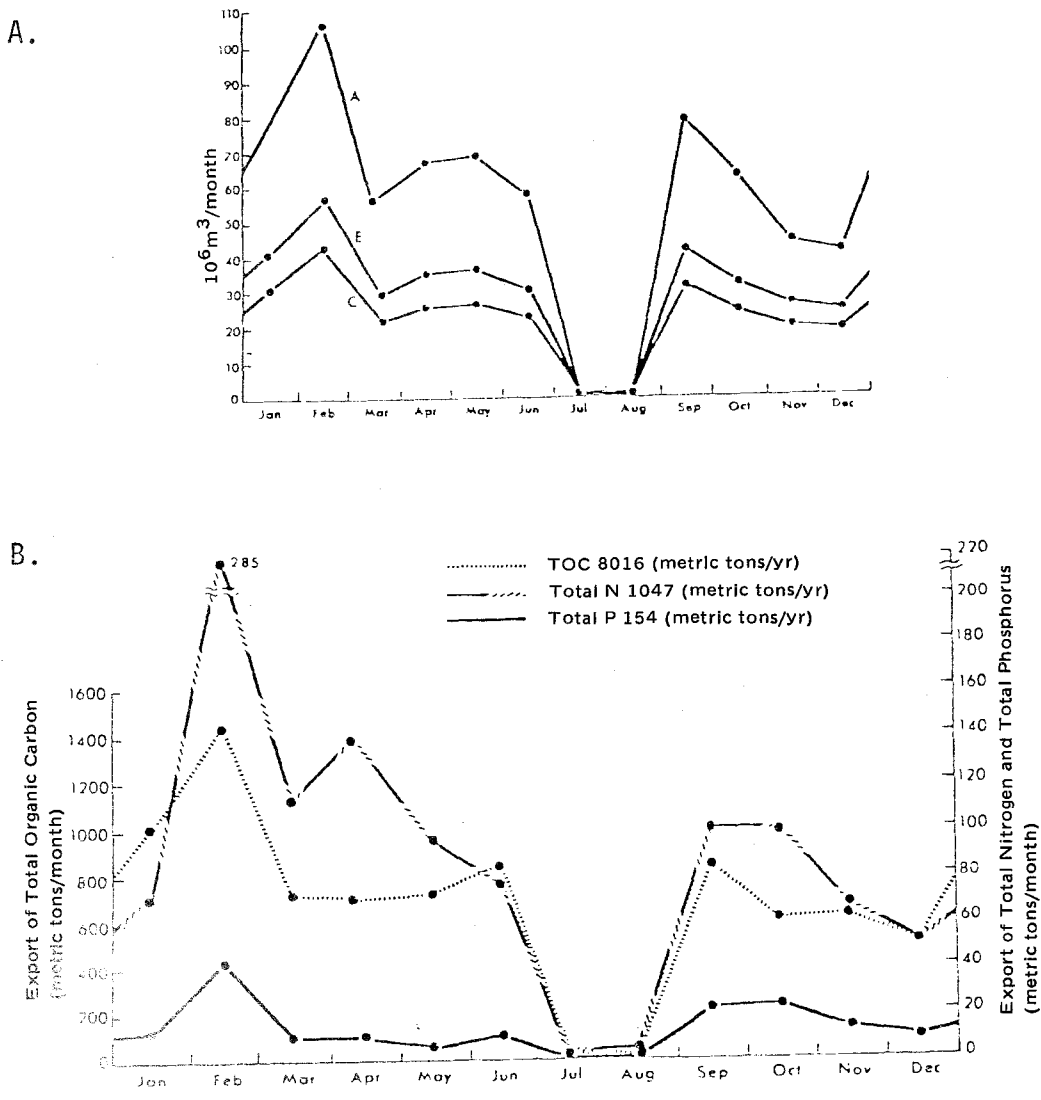 A.
110
100
90
80
70
60
50
40
30
20
10
0
10⁶m³/month
A
E
C
Jan Feb Mar Apr May Jun Jul Aug Sep Oct Nov Dec
B.
285
TOC 8016 (metric tons/yr)
Total N 1047 (metric tons/yr)
Total P 154 (metric tons/yr)
Export of Total Organic Carbon
(metric tons/month)
1600
1400
1200
1000
800
600
400
200
0
270
200
180
160
140
120
100
80
60
40
20
0
Export of Total Nitrogen and Total Phosphorus
(metric tons/month)
Jan Feb Mar Apr May Jun Jul Aug Sep Oct Nov Dec